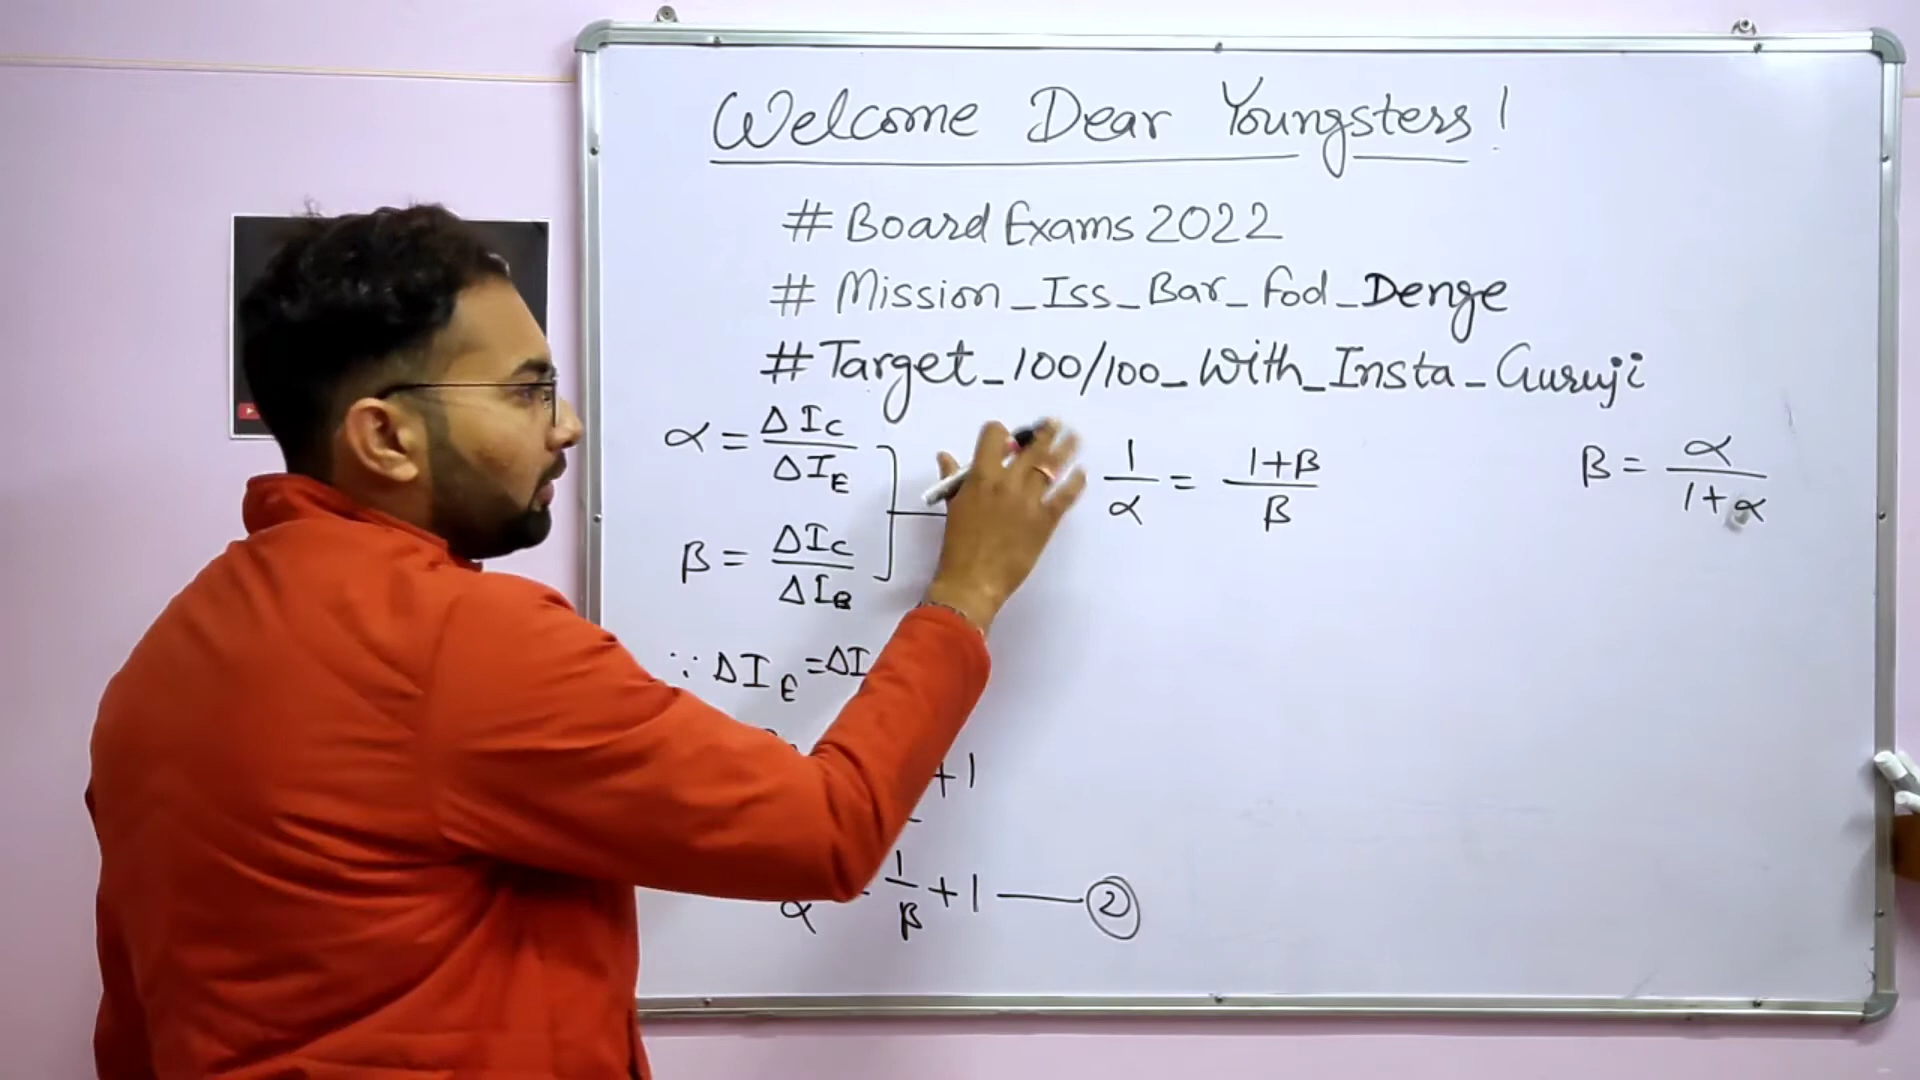 Welcome Dear Youngsters!
# Board Exams 2022
# Mission_Iss_Bar_Fod_Denge
# Target_100/100_With_Insta_Guruji
α = ΔIC / ΔIE
β = ΔIC / ΔIB
∵ ΔIE = ΔI
+1
α 1/β + 1 —— ②
1/α = 1+β / β
β = α / 1+α